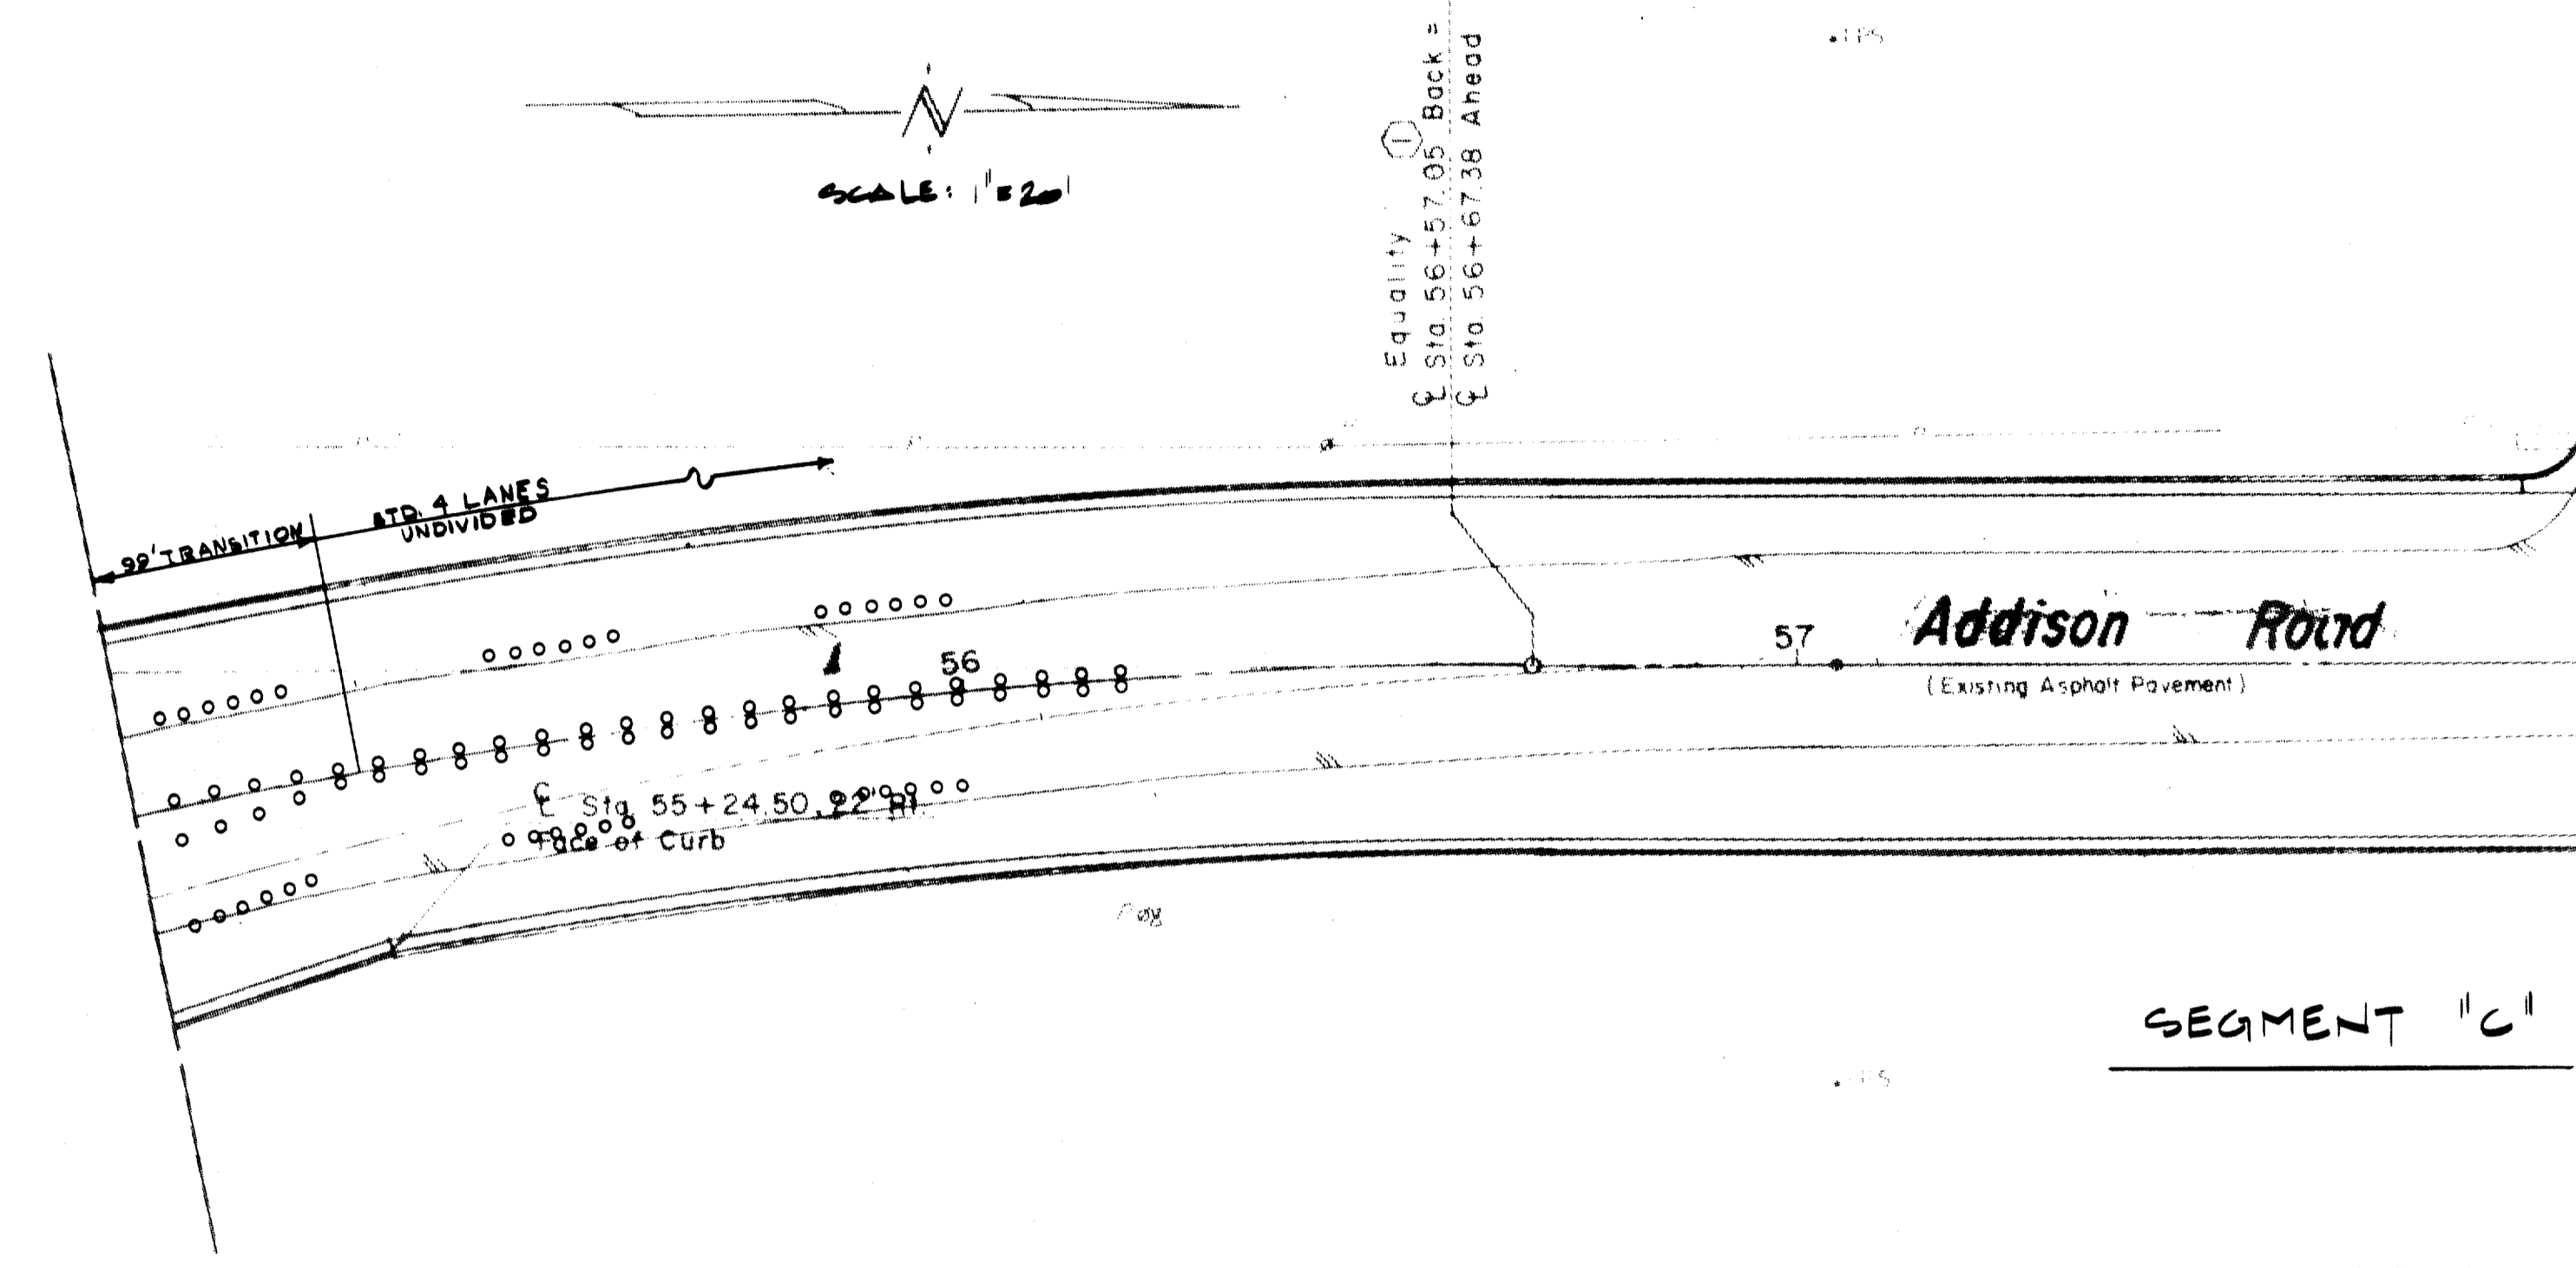 N
SCALE: 1"=20'
Equality 1
℄ Sta. 56+57.05 Back =
℄ Sta. 56+67.38 Ahead
99' TRANSITION
STD. 4 LANES
UNDIVIDED
56
57
Addison Road
(Existing Asphalt Pavement)
℄ Sta. 55+24.50, 22' Rt.
Face of Curb
SEGMENT "C"